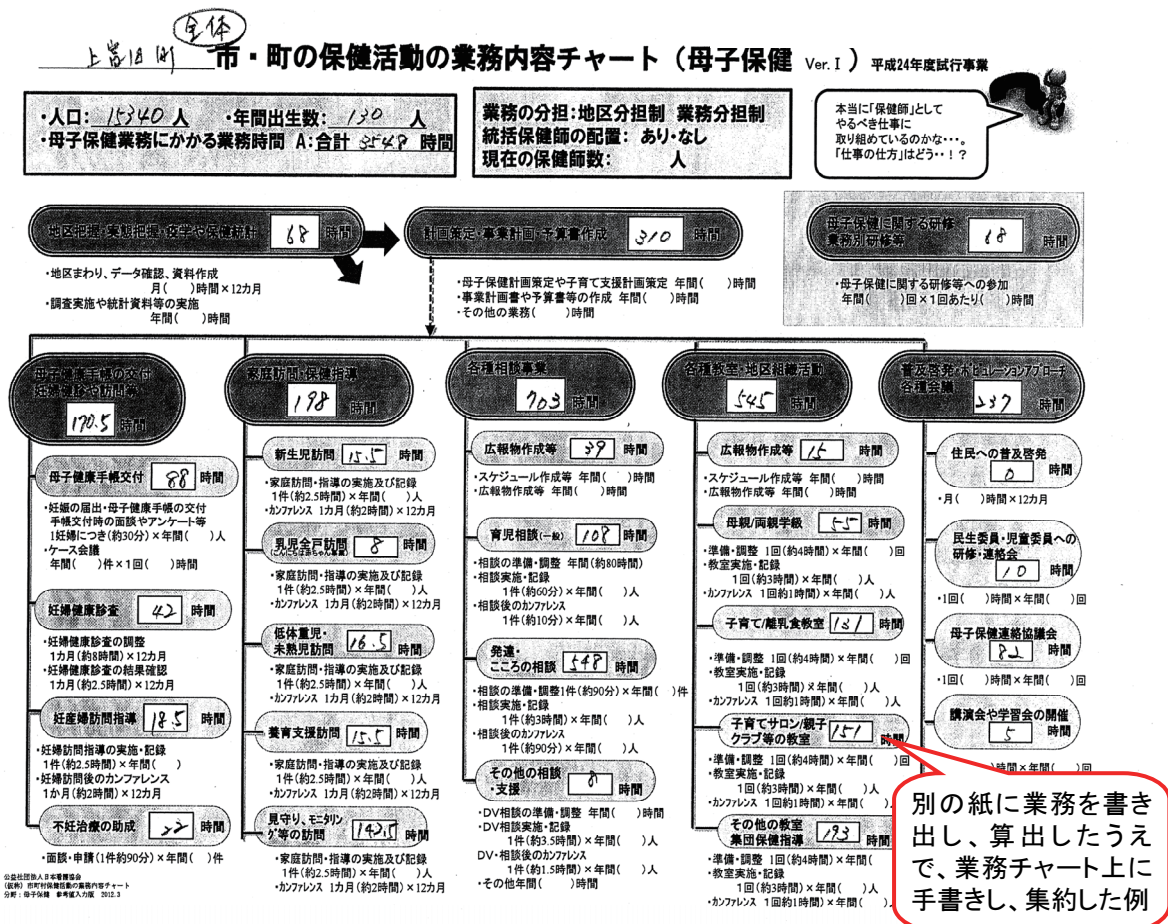 全体
上富田町 市・町の保健活動の業務内容チャート（母子保健 Ver.Ⅰ）平成24年度試行事業
・人口：15340人 ・年間出生数：130 人
・母子保健業務にかかる業務時間 A：合計 3548 時間
業務の分担：地区分担制 業務分担制
統括保健師の配置： あり・なし
現在の保健師数： 人
本当に「保健師」として
やるべき仕事に
取り組めているのかな・・・。
「仕事の仕方」はどう・・！？
地区把握・実態把握・疫学や保健統計 68 時間
・地区まわり、データ確認、資料作成
月（ ）時間×12カ月
・調査実施や統計資料等の実施
年間（ ）時間
計画策定・事業計画・予算書作成 310 時間
・母子保健計画策定や子育て支援計画策定 年間（ ）時間
・事業計画書や予算書等の作成 年間（ ）時間
・その他の業務（ ）時間
母子保健に関する研修
業務別研修等 68 時間
・母子保健に関する研修等への参加
年間（ ）回×1回あたり（ ）時間
母子健康手帳の交付
妊婦健診や訪問等
170.5 時間
母子健康手帳交付 88 時間
・妊娠の届出・母子健康手帳の交付
手帳交付時の面談やアンケート等
1妊婦につき（約30分）×年間（ ）人
・ケース会議
年間（ ）件×1回（ ）時間
妊婦健康診査 42 時間
・妊婦健康診査の調整
1カ月（約8時間）×12カ月
・妊婦健康診査の結果確認
1カ月（約2.5時間）×12カ月
妊産婦訪問指導 18.5 時間
・妊婦訪問指導の実施・記録
1件（約2.5時間）×年間（ ）
・妊婦訪問後のカンファレンス
1か月（約2時間）×12カ月
不妊治療の助成 22 時間
・面談・申請（1件約90分）×年間（ ）件
家庭訪問・保健指導
198 時間
新生児訪問 15.5 時間
・家庭訪問・指導の実施及び記録
1件（約2.5時間）×年間（ ）人
・カンファレンス 1カ月（約2時間）×12カ月
乳児全戸訪問 8 時間
（こんにちは赤ちゃん事業）
・家庭訪問・指導の実施及び記録
1件（約2.5時間）×年間（ ）人
・カンファレンス 1カ月（約2時間）×12カ月
低体重児・
未熟児訪問 16.5 時間
・家庭訪問・指導の実施及び記録
1件（約2.5時間）×年間（ ）人
・カンファレンス 1カ月（約2時間）×12カ月
養育支援訪問 15.5 時間
・家庭訪問・指導の実施及び記録
1件（約2.5時間）×年間（ ）人
・カンファレンス 1カ月（約2時間）×12カ月
見守り、モニタリン
グ等の訪問 142.5 時間
・家庭訪問・指導の実施及び記録
1件（約2.5時間）×年間（ ）人
・カンファレンス 1カ月（約2時間）×12カ月
各種相談事業
703 時間
広報物作成等 39 時間
・スケジュール作成等 年間（ ）時間
・広報物作成等 年間（ ）時間
育児相談（一般） 108 時間
・相談の準備・調整 年間（約80時間）
・相談実施・記録
1件（約60分）×年間（ ）人
・相談後のカンファレンス
1件（約10分）×年間（ ）人
発達・
こころの相談 548 時間
・相談の準備・調整1件（約90分）×年間（ ）件
・相談実施・記録
1件（約3時間）×年間（ ）人
・相談後のカンファレンス
1件（約90分）×年間（ ）人
その他の相談
・支援 8 時間
・DV相談の準備・調整 年間（ ）時間
・DV相談実施・記録
1件（約3.5時間）×年間（ ）人
DV・相談後のカンファレンス
1件（約1.5時間）×年間（ ）人
・その他年間（ ）時間
各種教室・地区組織活動
545 時間
広報物作成等 15 時間
・スケジュール作成等 年間（ ）時間
・広報物作成等 年間（ ）時間
母親/両親学級 55 時間
・準備・調整 1回（約4時間）×年間（ ）回
・教室実施・記録
1回（約3時間）×年間（ ）人
・カンファレンス 1回約1時間）×年間（ ）人
子育て/離乳食教室 131 時間
・準備・調整 1回（約4時間）×年間（ ）回
・教室実施・記録
1回（約3時間）×年間（ ）人
・カンファレンス 1回約1時間）×年間（ ）人
子育てサロン/親子
クラブ等の教室 151 時間
・準備・調整 1回（約4時間）×年間（ ）回
・教室実施・記録
1回（約3時間）×年間（ ）人
・カンファレンス 1回約1時間）×年間（ ）人
その他の教室
集団保健指導 193 時間
・準備・調整 1回（約4時間）×年間（
・教室実施・記録
1回（約3時間）×年間（ ）人
・カンファレンス 1回約1時間）×年間（ ）人
普及啓発・ポピュレーションアプローチ
各種会議
237 時間
住民への普及啓発
0 時間
・月（ ）時間×12カ月
民生委員・児童委員への
研修・連絡会
10 時間
・1回（ ）時間×年間（ ）回
母子保健連絡協議会
82 時間
・1回（ ）時間×年間（ ）回
講演会や学習会の開催
5 時間
）時間×年間（ ）回
別の紙に業務を書き
出し、算出したうえ
で、業務チャート上に
手書きし、集約した例
公益社団法人日本看護協会
（仮称）市町村保健活動の業務内容チャート
分野：母子保健 参考値入力版 2012.3